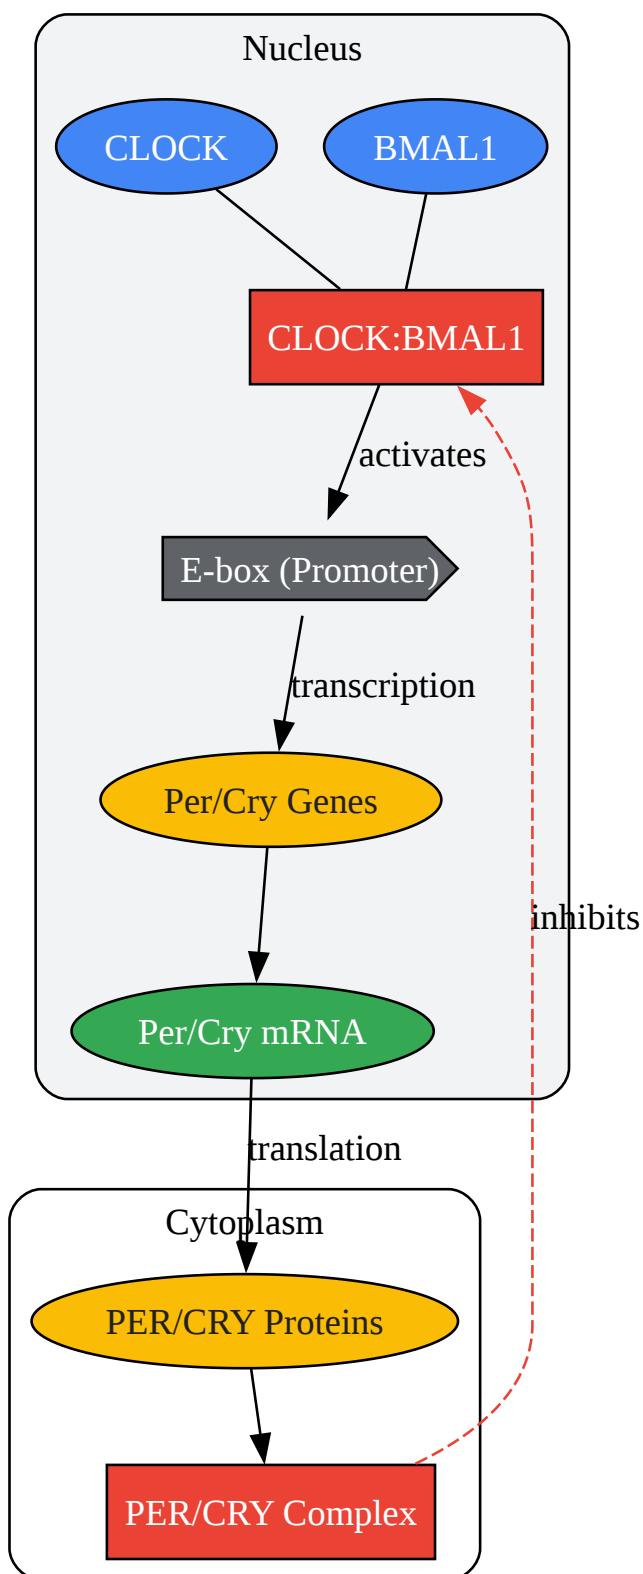 Nucleus
CLOCK
BMAL1
CLOCK:BMAL1
activates
E-box (Promoter)
transcription
Per/Cry Genes
inhibits
Per/Cry mRNA
translation
Cytoplasm
PER/CRY Proteins
PER/CRY Complex